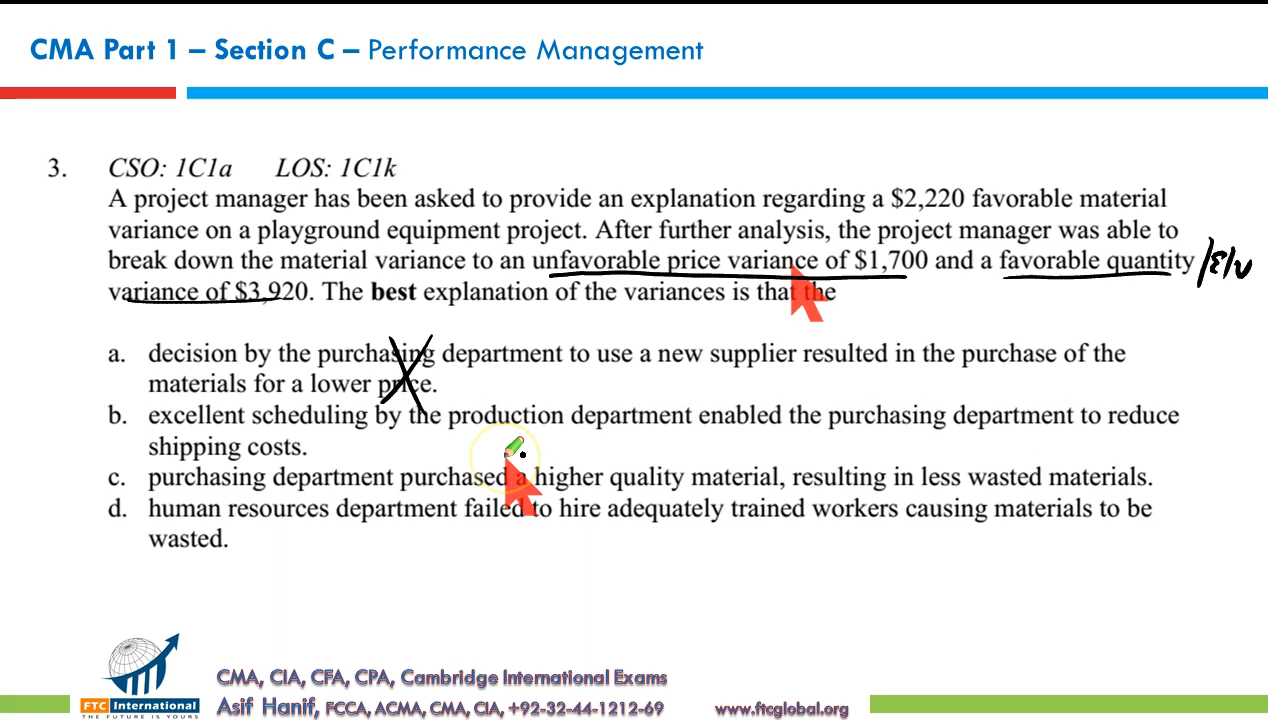 CMA Part 1 – Section C – Performance Management
3. CSO: 1C1a LOS: 1C1k
A project manager has been asked to provide an explanation regarding a $2,220 favorable material
variance on a playground equipment project. After further analysis, the project manager was able to
break down the material variance to an unfavorable price variance of $1,700 and a favorable quantity
variance of $3,920. The best explanation of the variances is that the
a. decision by the purchasing department to use a new supplier resulted in the purchase of the
materials for a lower price.
b. excellent scheduling by the production department enabled the purchasing department to reduce
shipping costs.
c. purchasing department purchased a higher quality material, resulting in less wasted materials.
d. human resources department failed to hire adequately trained workers causing materials to be
wasted.
FTC International
THE FUTURE IS YOURS
CMA, CIA, CFA, CPA, Cambridge International Exams
Asif Hanif, FCCA, ACMA, CMA, CIA, +92-32-44-1212-69 www.ftcglobal.org